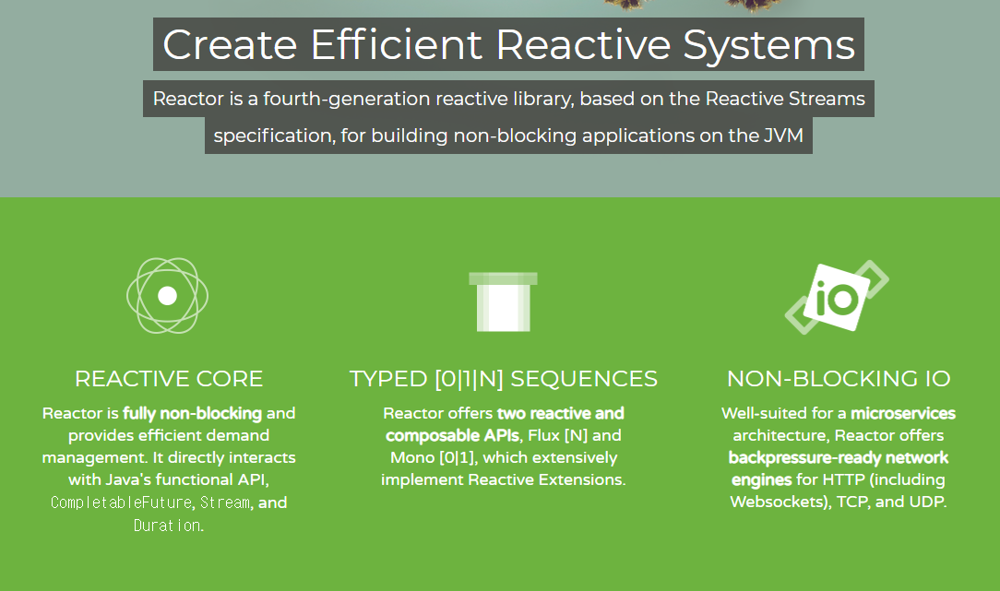 Create Efficient Reactive Systems
Reactor is a fourth-generation reactive library, based on the Reactive Streams
specification, for building non-blocking applications on the JVM
REACTIVE CORE
Reactor is fully non-blocking and
provides efficient demand
management. It directly interacts
with Java's functional API,
CompletableFuture, Stream, and
Duration.
TYPED [0|1|N] SEQUENCES
Reactor offers two reactive and
composable APIs, Flux [N] and
Mono [0|1], which extensively
implement Reactive Extensions.
io
NON-BLOCKING IO
Well-suited for a microservices
architecture, Reactor offers
backpressure-ready network
engines for HTTP (including
Websockets), TCP, and UDP.